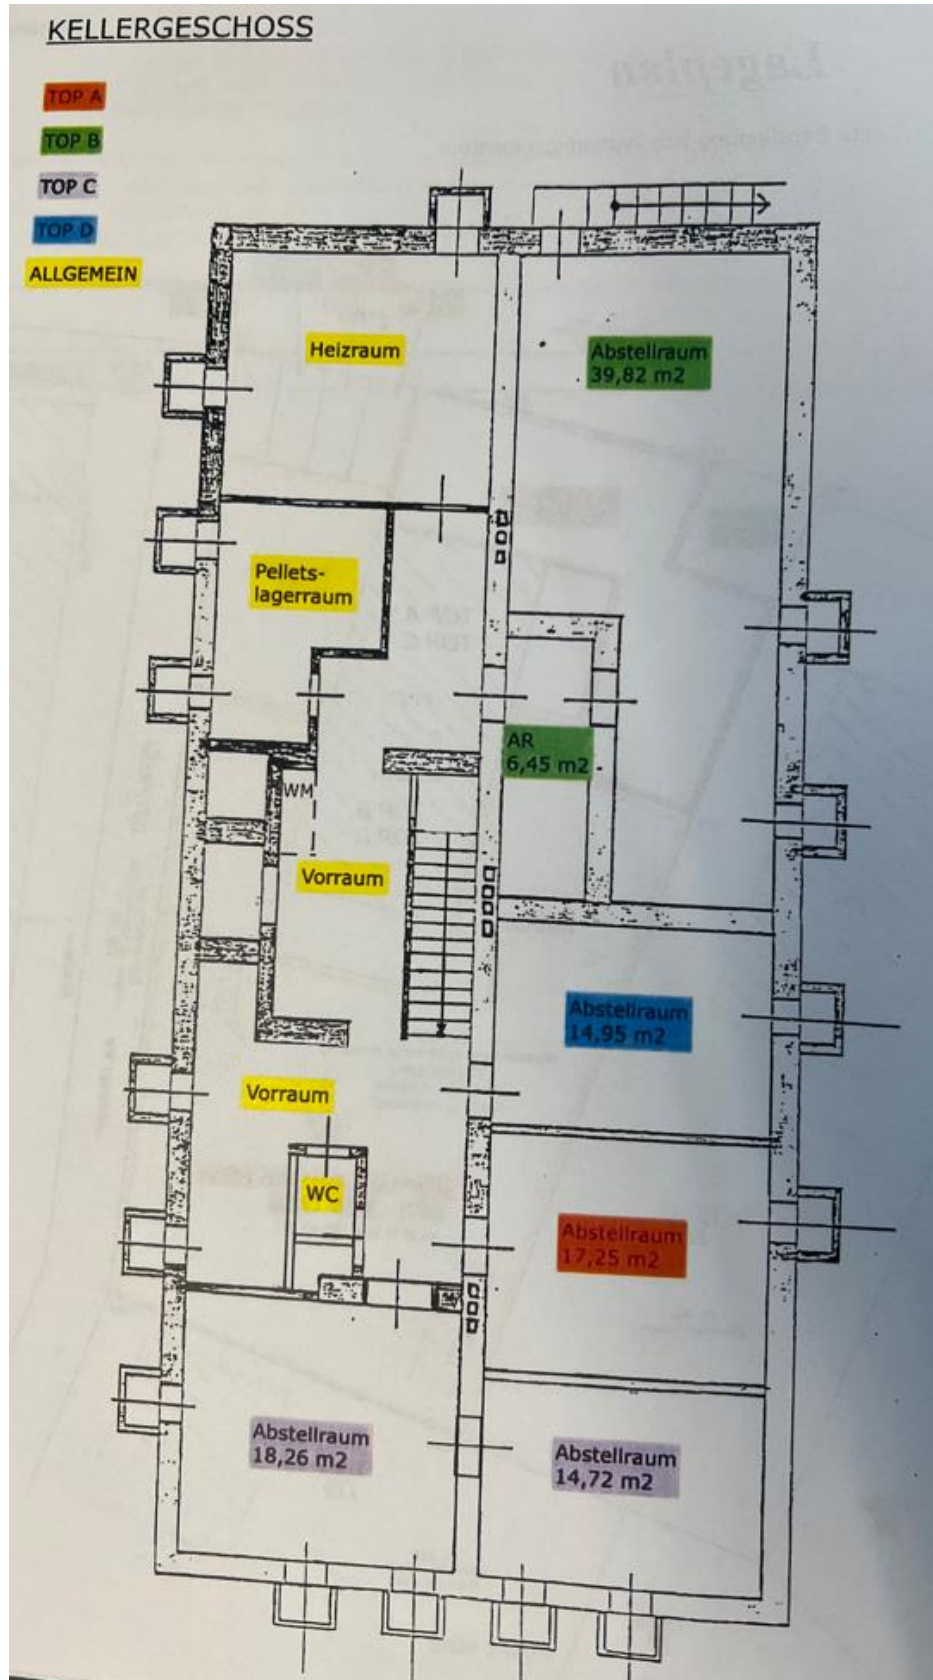 KELLERGESCHOSS
TOP A
TOP B
TOP C
TOP D
ALLGEMEIN
Lageplan
Heizraum
Abstellraum
39,82 m2
Pellets-
lagerraum
AR
6,45 m2
WM
Vorraum
Abstellraum
14,95 m2
Vorraum
WC
Abstellraum
17,25 m2
Abstellraum
18,26 m2
Abstellraum
14,72 m2